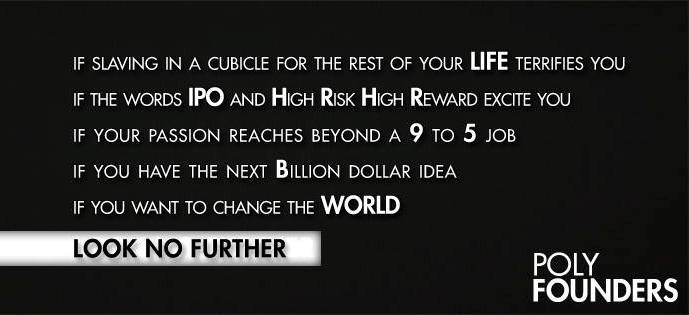 IF SLAVING IN A CUBICLE FOR THE REST OF YOUR LIFE TERRIFIES YOU
IF THE WORDS IPO AND HIGH RISK HIGH REWARD EXCITE YOU
IF YOUR PASSION REACHES BEYOND A 9 TO 5 JOB
IF YOU HAVE THE NEXT BILLION DOLLAR IDEA
IF YOU WANT TO CHANGE THE WORLD
LOOK NO FURTHER
POLY
FOUNDERS